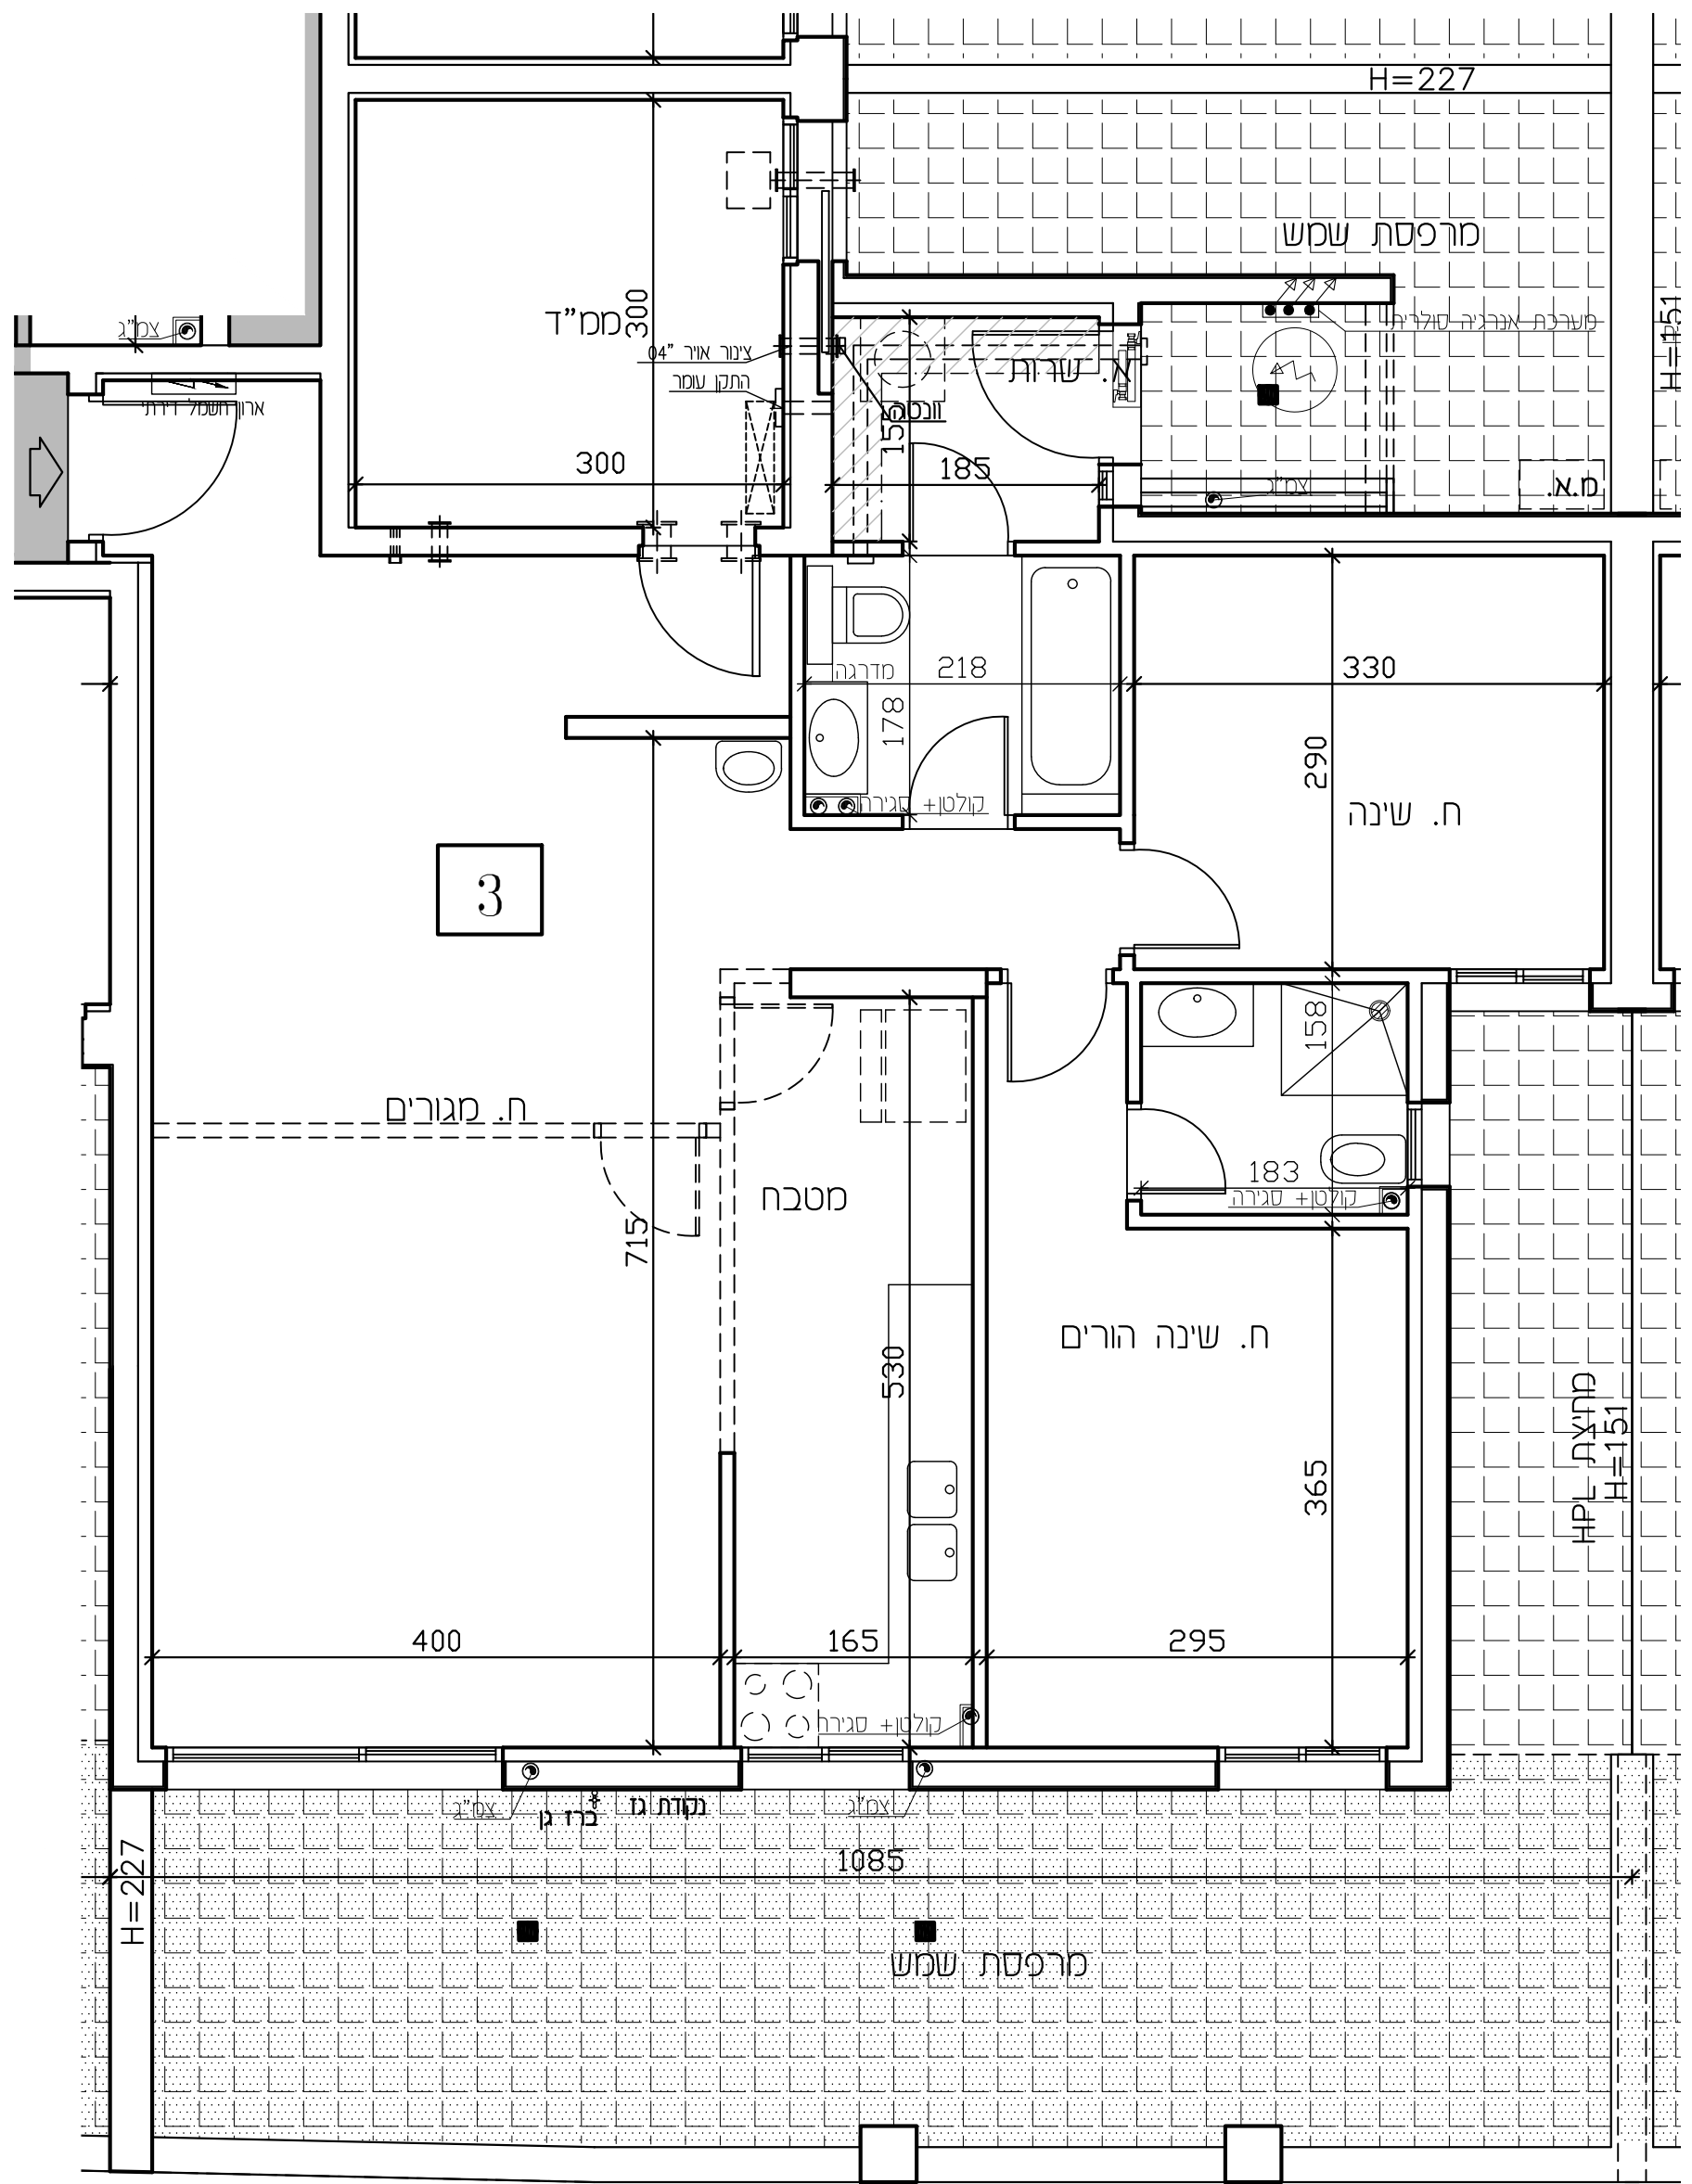 H=227
מרפסת שמש
מערכת אנרגיה סולרית
H=151
צמ"ג
ממ"ד
300
צינור אויר "04
התקן עומר
א. שרות
ארון חשמל דירתי
וונטה
300
185
צמ"ג
מ.א.
מדרגה
218
330
178
290
קולטן+ סגירה
ח. שינה
3
158
ח. מגורים
מטבח
183
קולטן+ סגירה
715
ח. שינה הורים
530
מחיצת HPL
H=151
365
400
165
295
קולטן+ סגירה
צמ"ג
ברז גן
נקודת גז
צמ"ג
1085
H=227
מרפסת שמש